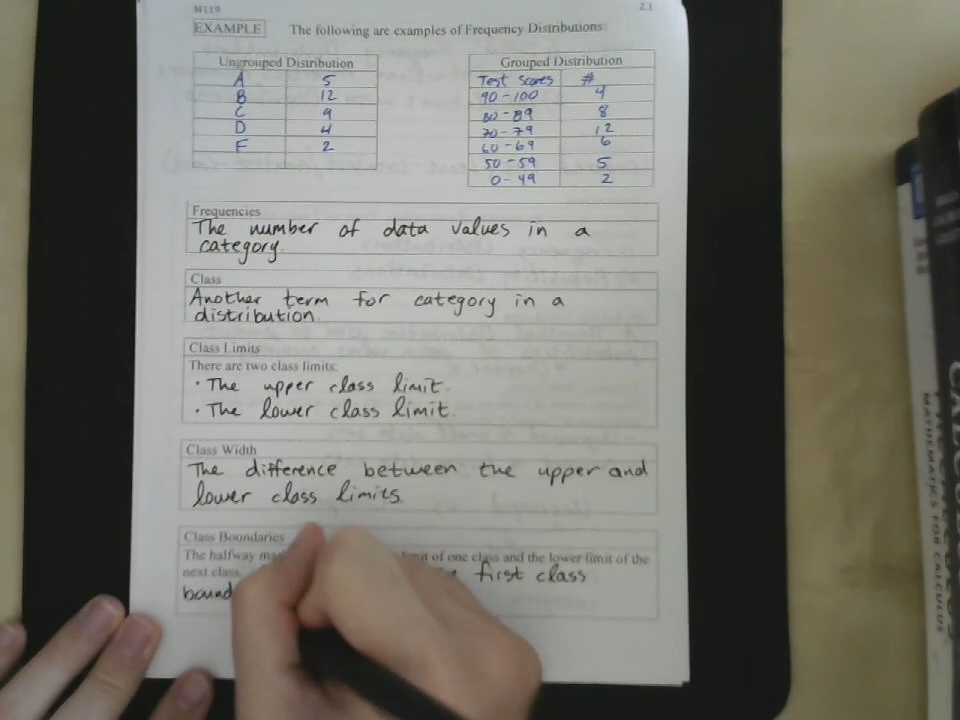 M119 2.1
EXAMPLE The following are examples of Frequency Distributions:
Ungrouped Distribution
A 5
B 12
C 9
D 4
F 2
Grouped Distribution
Test Scores #
90-100 4
80-89 8
70-79 12
60-69 6
50-59 5
0-49 2
Frequencies
The number of data values in a
category.
Class
Another term for category in a
distribution.
Class Limits
There are two class limits:
• The upper class limit.
• The lower class limit.
Class Width
The difference between the upper and
lower class limits.
Class Boundaries
The halfway of one class and the lower limit of the
next class first class
bound
MATHEMATICS FOR CALCULUS